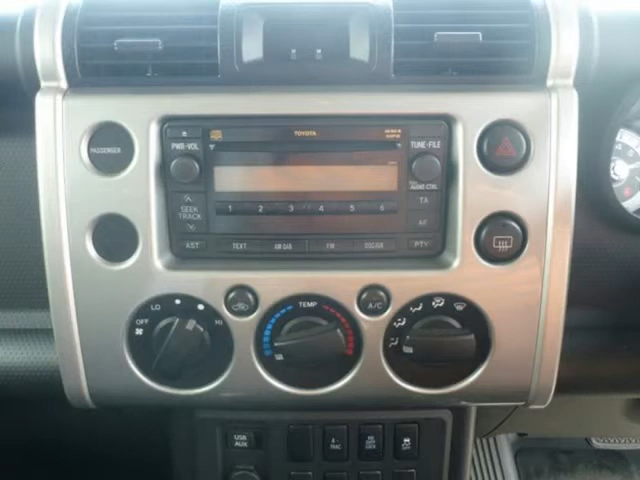 TOYOTA
PWR·VOL
TUNE·FILE
PASSENGER
AUDIO CTRL
SEEK
TRACK
1 2 3 4 5 6
TA
AF
AST TEXT FM DISC·AUX PTY
LO
HI
OFF
TEMP
A/C
USB AUX